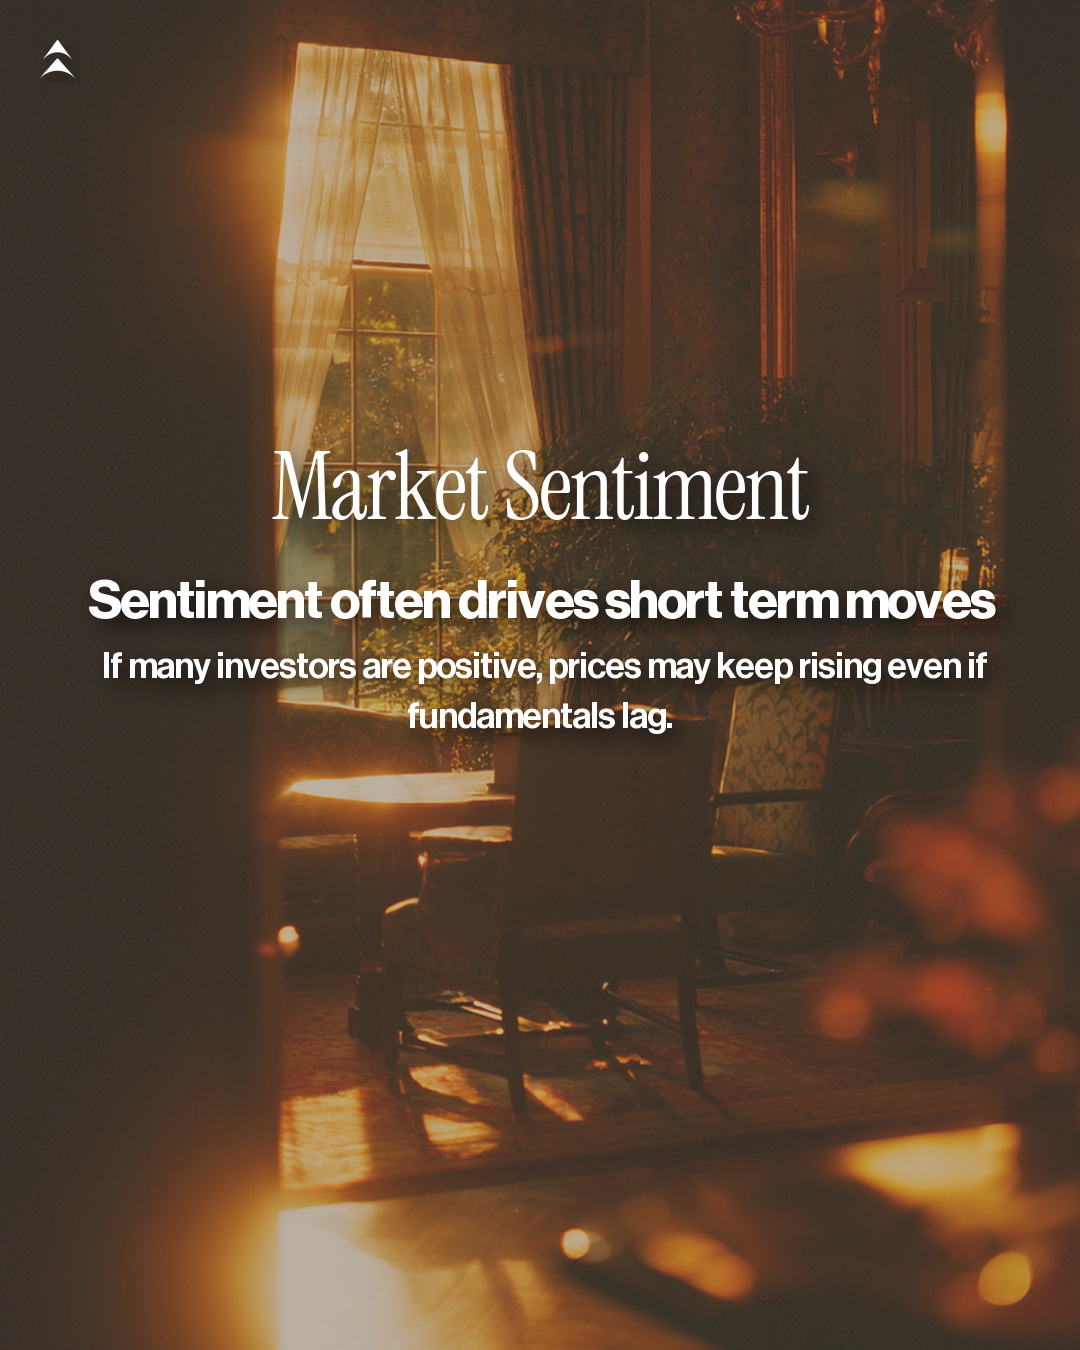 Market Sentiment
Sentiment often drives short term moves
If many investors are positive, prices may keep rising even if
fundamentals lag.